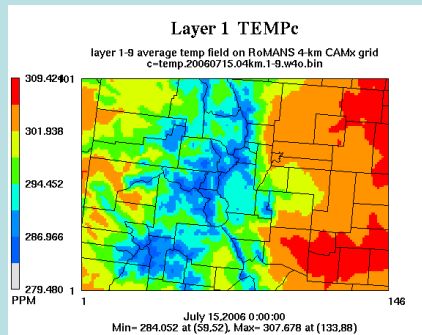 Layer 1 TEMPc
layer 1-9 average temp field on RoMANS 4-km CAMx grid
c=temp.20060715.04km.1-9.w4o.bin
309.424
101
301.938
294.452
286.966
279.480
1
PPM
1
146
July 15,2006 0:00:00
Min= 284.052 at (59,52), Max= 307.678 at (133,88)